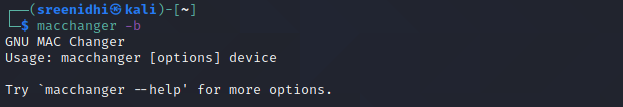 ┌──(sreenidhi㉿kali)-[~]
└─$ macchanger -b
GNU MAC Changer
Usage: macchanger [options] device
Try `macchanger --help' for more options.